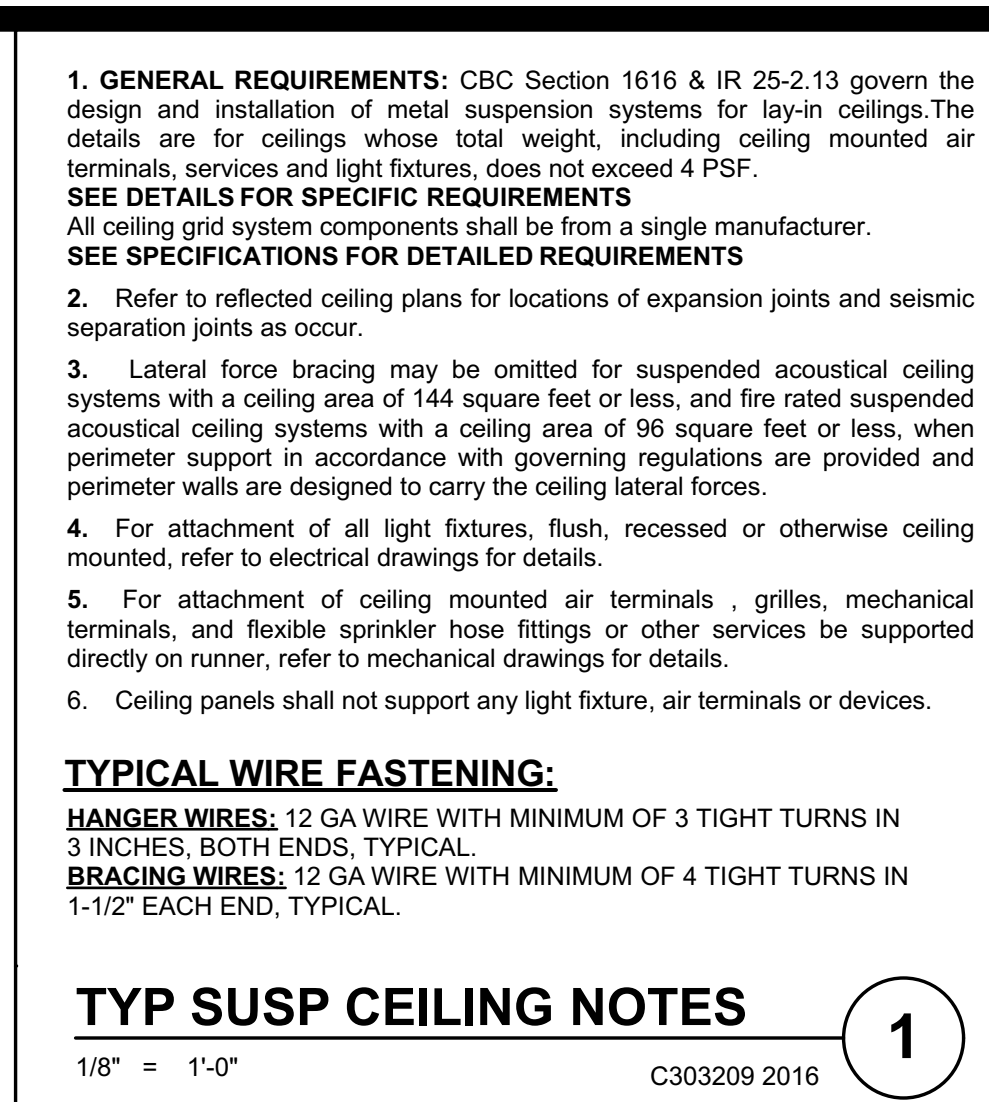 1. GENERAL REQUIREMENTS: CBC Section 1616 & IR 25-2.13 govern the
design and installation of metal suspension systems for lay-in ceilings.The
details are for ceilings whose total weight, including ceiling mounted air
terminals, services and light fixtures, does not exceed 4 PSF.
SEE DETAILS FOR SPECIFIC REQUIREMENTS
All ceiling grid system components shall be from a single manufacturer.
SEE SPECIFICATIONS FOR DETAILED REQUIREMENTS
2. Refer to reflected ceiling plans for locations of expansion joints and seismic
separation joints as occur.
3. Lateral force bracing may be omitted for suspended acoustical ceiling
systems with a ceiling area of 144 square feet or less, and fire rated suspended
acoustical ceiling systems with a ceiling area of 96 square feet or less, when
perimeter support in accordance with governing regulations are provided and
perimeter walls are designed to carry the ceiling lateral forces.
4. For attachment of all light fixtures, flush, recessed or otherwise ceiling
mounted, refer to electrical drawings for details.
5. For attachment of ceiling mounted air terminals , grilles, mechanical
terminals, and flexible sprinkler hose fittings or other services be supported
directly on runner, refer to mechanical drawings for details.
6. Ceiling panels shall not support any light fixture, air terminals or devices.
TYPICAL WIRE FASTENING:
HANGER WIRES: 12 GA WIRE WITH MINIMUM OF 3 TIGHT TURNS IN
3 INCHES, BOTH ENDS, TYPICAL.
BRACING WIRES: 12 GA WIRE WITH MINIMUM OF 4 TIGHT TURNS IN
1-1/2" EACH END, TYPICAL.
TYP SUSP CEILING NOTES
1
1/8" = 1'-0"
C303209 2016